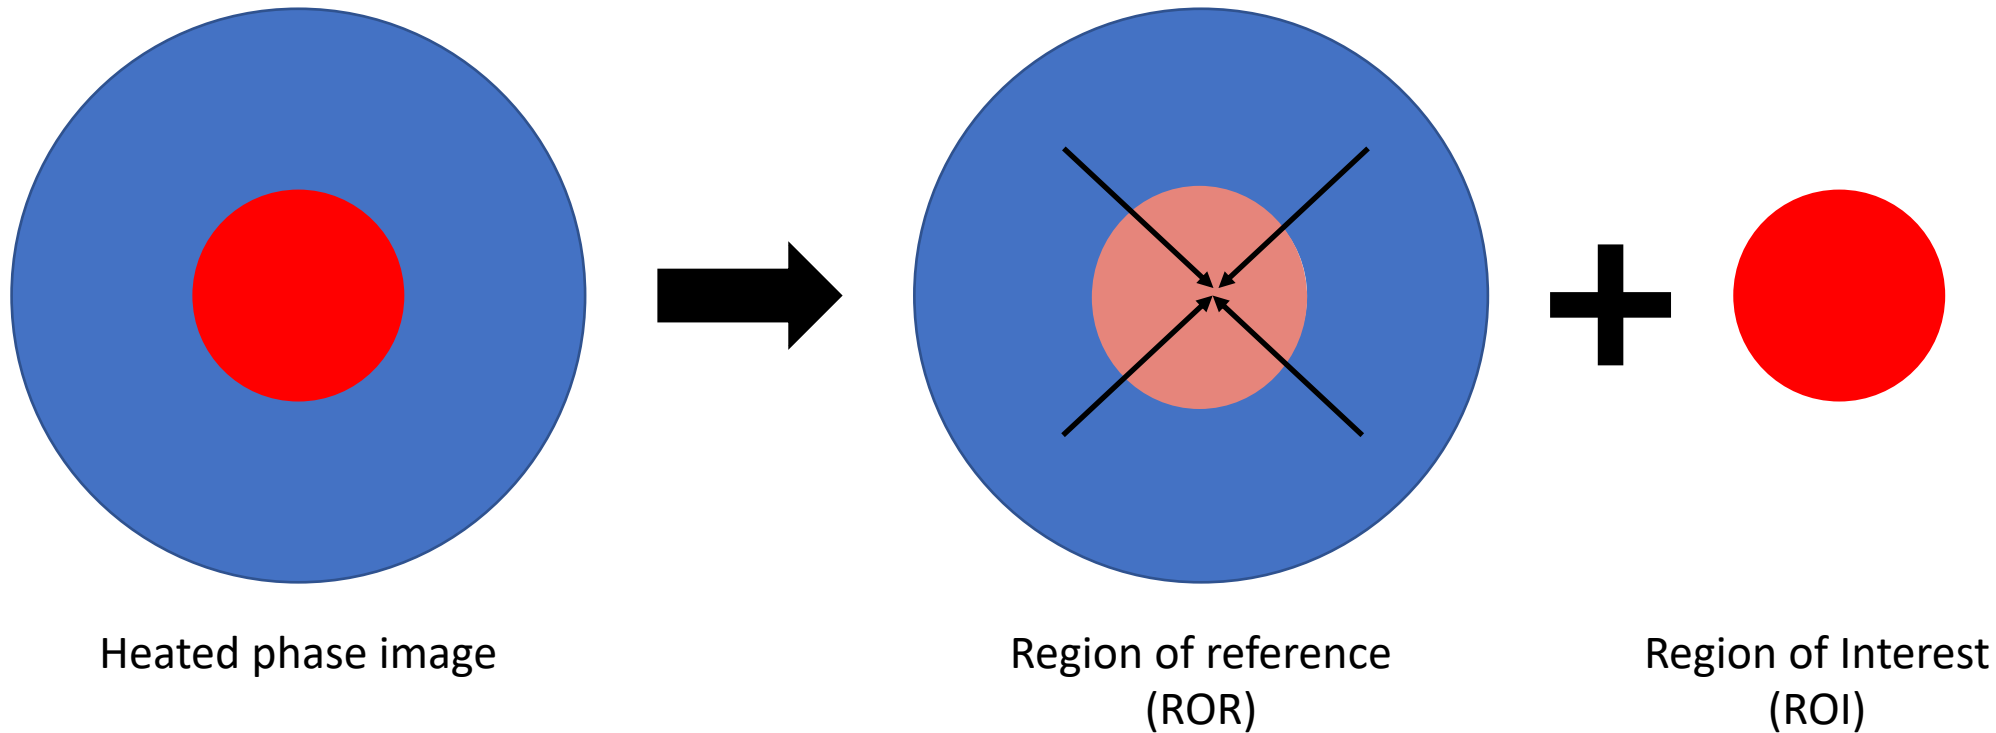 Heated phase image
Region of reference
(ROR)
Region of Interest
(ROI)